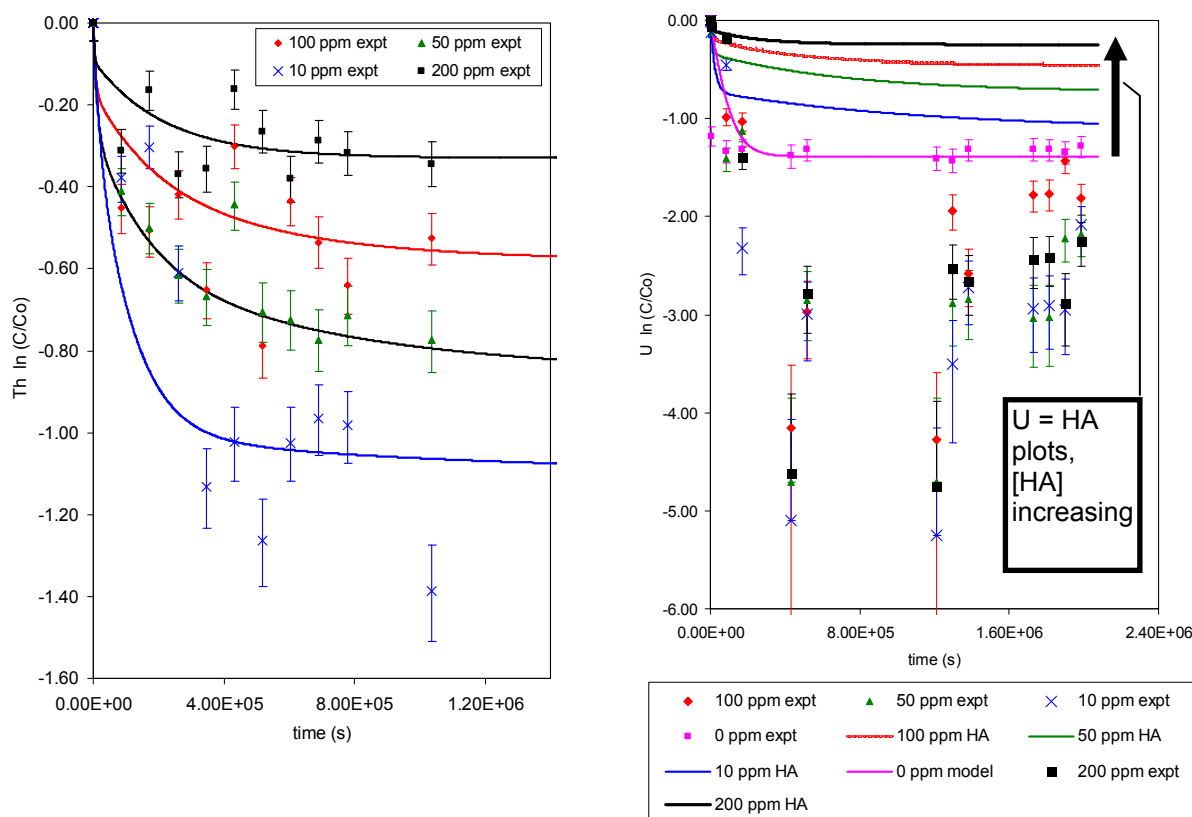 0.00
-0.20
-0.40
-0.60
-0.80
-1.00
-1.20
-1.40
-1.60
Th ln (C/Co)
100 ppm expt
50 ppm expt
10 ppm expt
200 ppm expt
0.00E+00
4.00E+05
8.00E+05
1.20E+06
time (s)
0.00
-1.00
-2.00
-3.00
-4.00
-5.00
-6.00
U ln (C/Co)
U = HA
plots,
[HA]
increasing
0.00E+00
8.00E+05
1.60E+06
2.40E+06
time (s)
100 ppm expt
50 ppm expt
10 ppm expt
0 ppm expt
100 ppm HA
50 ppm HA
10 ppm HA
0 ppm model
200 ppm expt
200 ppm HA